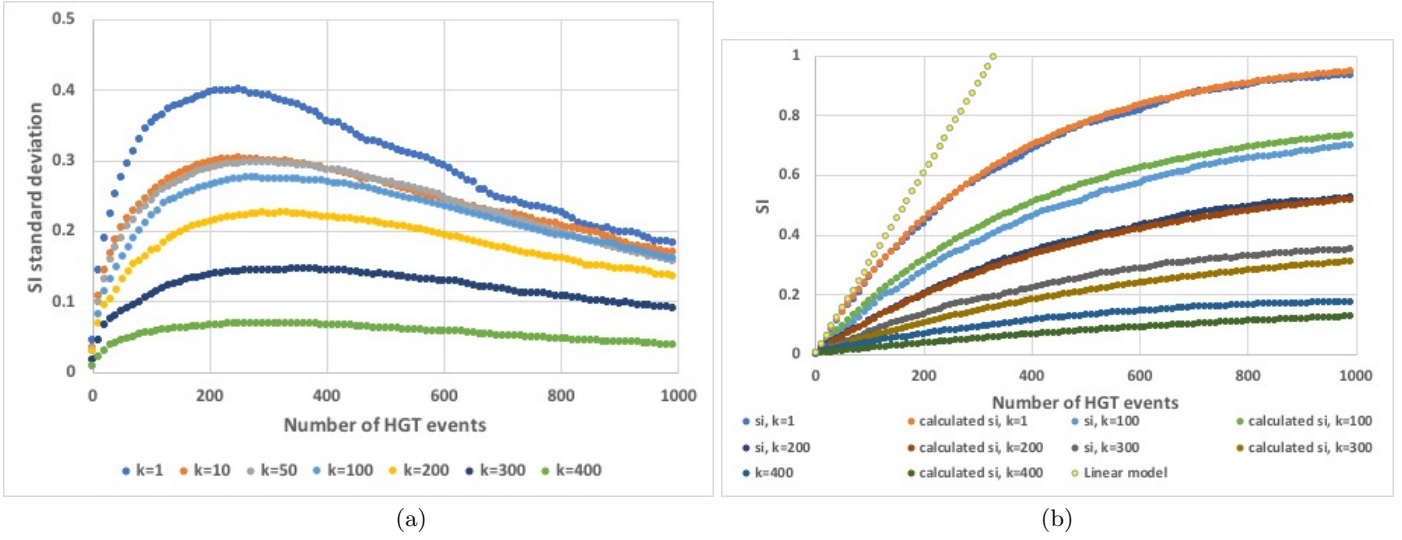 0.5
0.4
0.3
0.2
0.1
0
SI standard deviation
0 200 400 600 800 1000
Number of HGT events
k=1 k=10 k=50 k=100 k=200 k=300 k=400
(a)
1
0.8
0.6
0.4
0.2
0
SI
0 200 400 600 800 1000
Number of HGT events
si, k=1 calculated si, k=1 si, k=100 calculated si, k=100
si, k=200 calculated si, k=200 si, k=300 calculated si, k=300
k=400 calculated si, k=400 Linear model
(b)